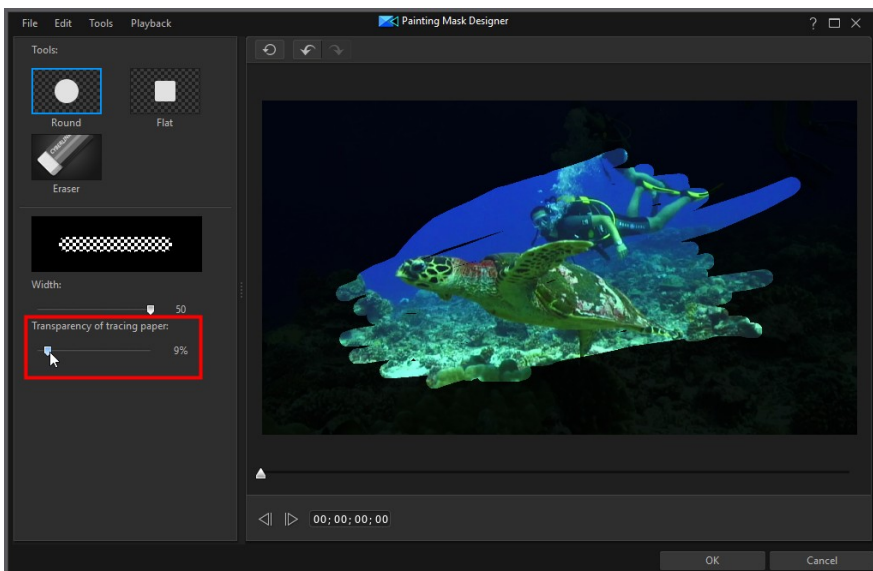 File Edit Tools Playback
Painting Mask Designer
?
Tools:
Round Flat
Eraser
Width:
50
Transparency of tracing paper:
9%
00;00;00;00
OK Cancel